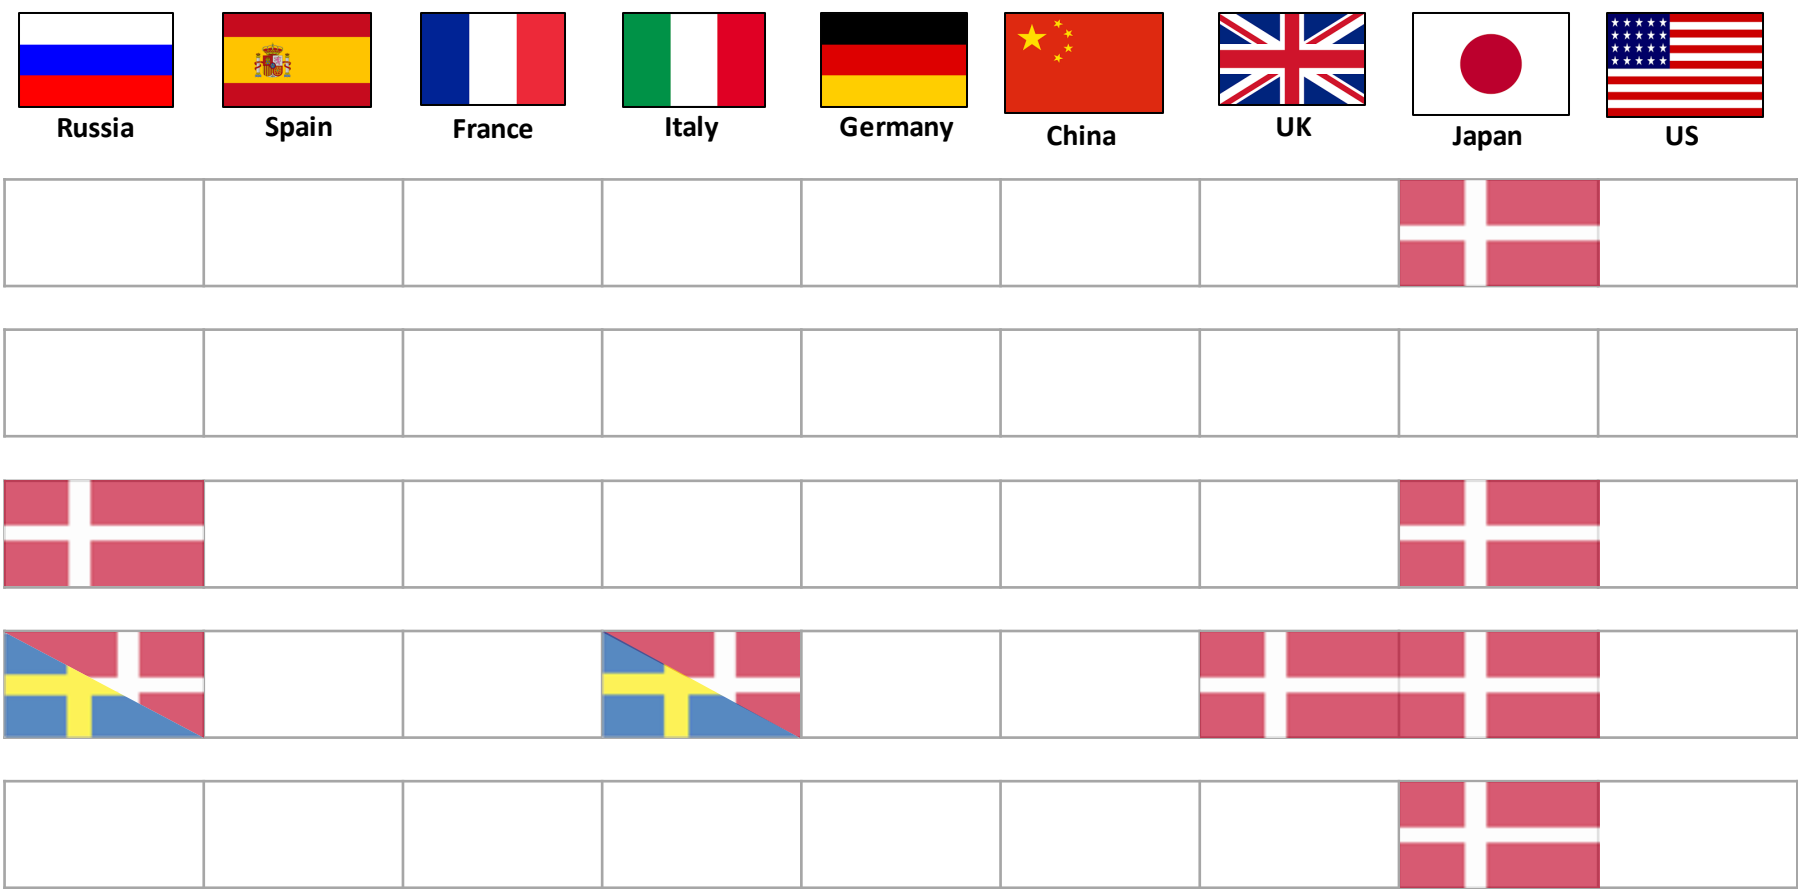 Russia
Spain
France
Italy
Germany
China
UK
Japan
US